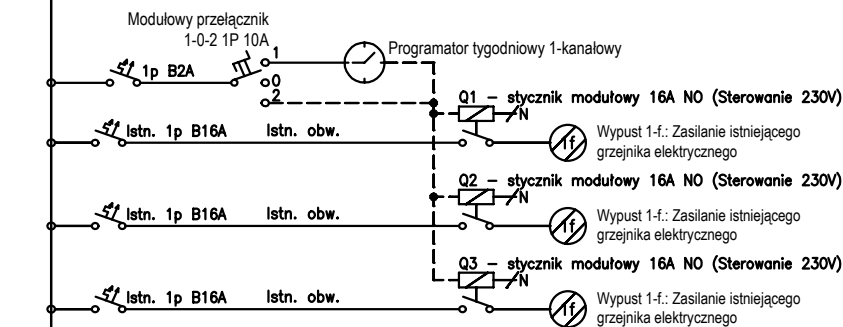 Modułowy przełącznik
1-0-2 1P 10A
1
Programator tygodniowy 1-kanałowy
1p B2A
0
2
Q1 – stycznik modułowy 16A NO (Sterowanie 230V)
N
Istn. 1p B16A Istn. obw.
1f
Wypust 1-f.: Zasilanie istniejącego
grzejnika elektrycznego
Q2 – stycznik modułowy 16A NO (Sterowanie 230V)
N
Istn. 1p B16A Istn. obw.
1f
Wypust 1-f.: Zasilanie istniejącego
grzejnika elektrycznego
Q3 – stycznik modułowy 16A NO (Sterowanie 230V)
N
Istn. 1p B16A Istn. obw.
1f
Wypust 1-f.: Zasilanie istniejącego
grzejnika elektrycznego